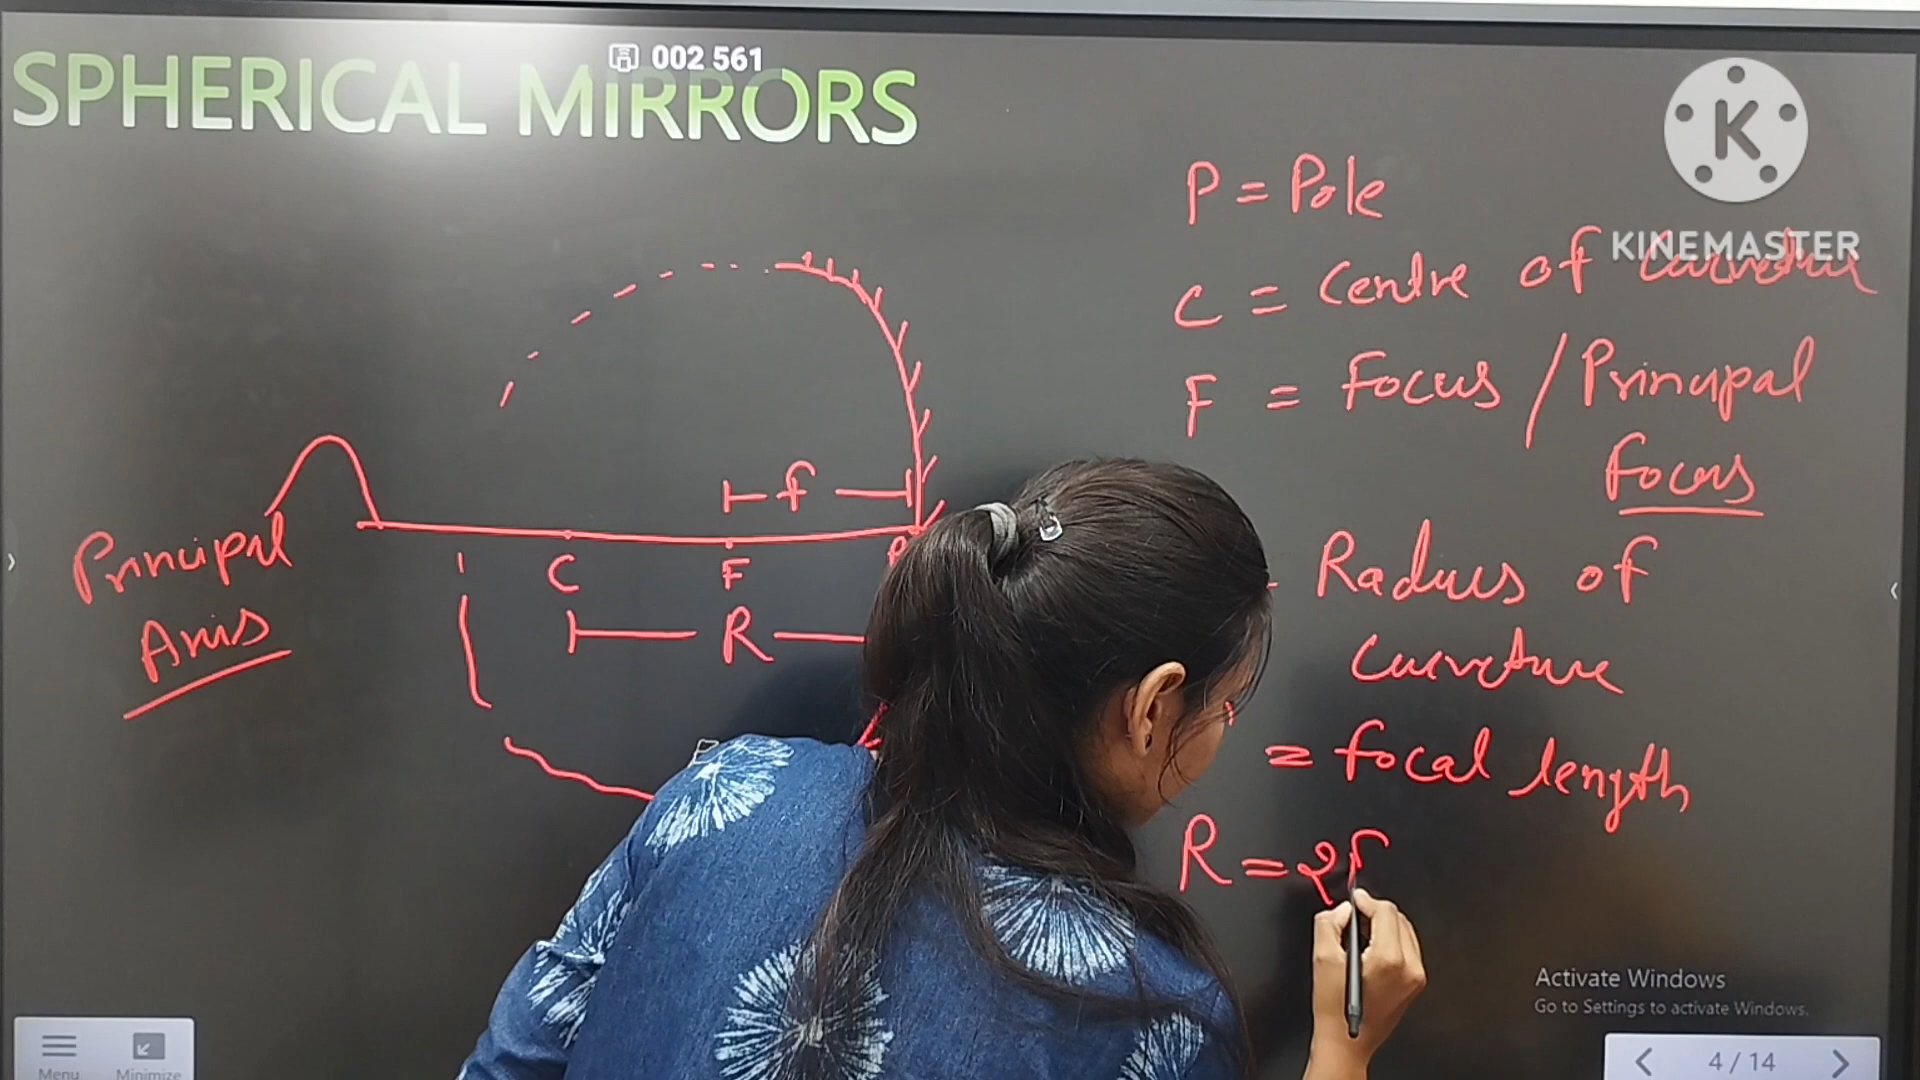 SPHERICAL MIRRORS
002 561
KINEMASTER
P = Pole
C = Centre of Curvature
F = Focus / Principal
Focus
Radius of
Curvature
= focal length
R = 2f
f
C
F
R
Principal
Axis
Activate Windows
Go to Settings to activate Windows.
Menu
Minimize
4 / 14